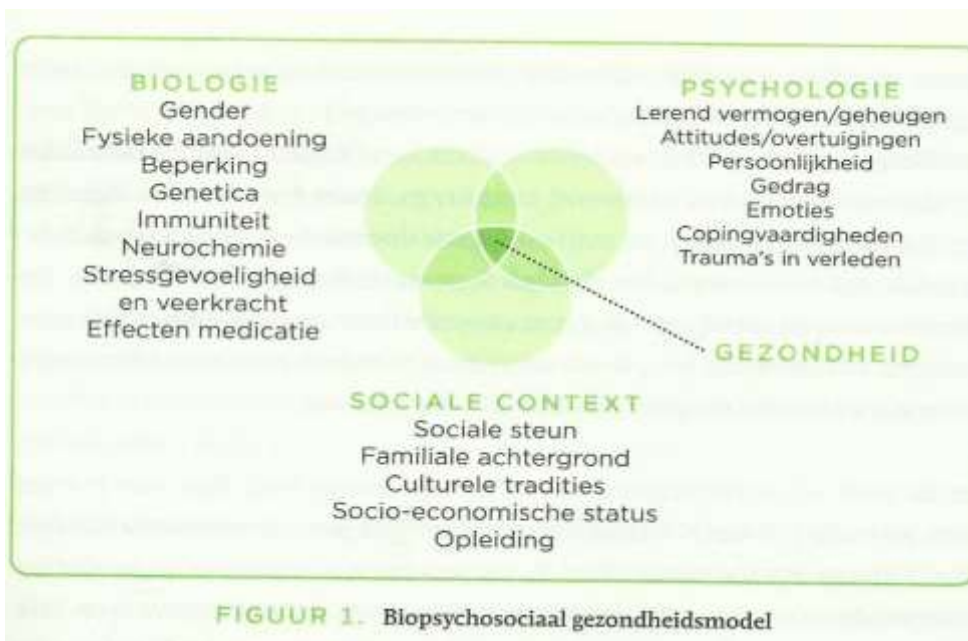 BIOLOGIE
Gender
Fysieke aandoening
Beperking
Genetica
Immuniteit
Neurochemie
Stressgevoeligheid
en veerkracht
Effecten medicatie
PSYCHOLOGIE
Lerend vermogen/geheugen
Attitudes/overtuigingen
Persoonlijkheid
Gedrag
Emoties
Copingvaardigheden
Trauma's in verleden
GEZONDHEID
SOCIALE CONTEXT
Sociale steun
Familiale achtergrond
Culturele tradities
Socio-economische status
Opleiding
FIGUUR 1. Biopsychosociaal gezondheidsmodel